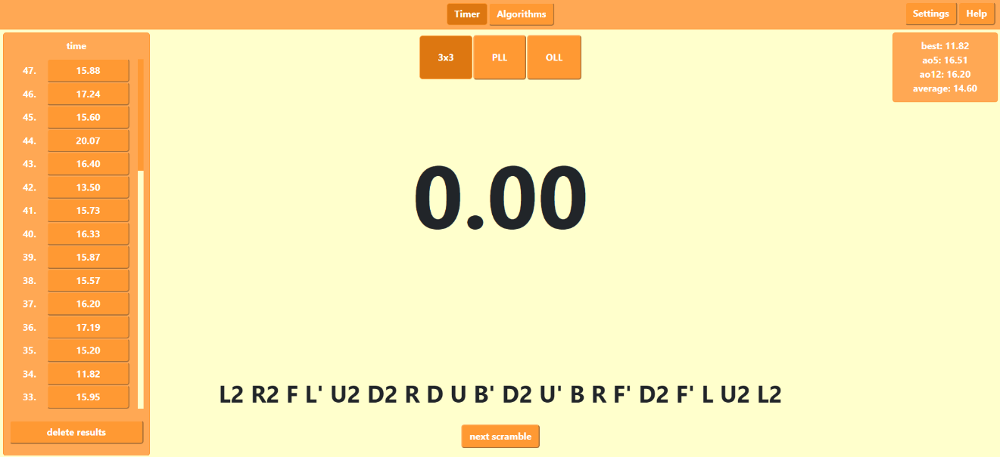 Timer Algorithms Settings Help
time
47. 15.88
46. 17.24
45. 15.60
44. 20.07
43. 16.40
42. 13.50
41. 15.73
40. 16.33
39. 15.87
38. 15.57
37. 16.20
36. 17.19
35. 15.20
34. 11.82
33. 15.95
delete results
3x3 PLL OLL
0.00
L2 R2 F L' U2 D2 R D U B' D2 U' B R F' D2 F' L U2 L2
next scramble
best: 11.82
ao5: 16.51
ao12: 16.20
average: 14.60